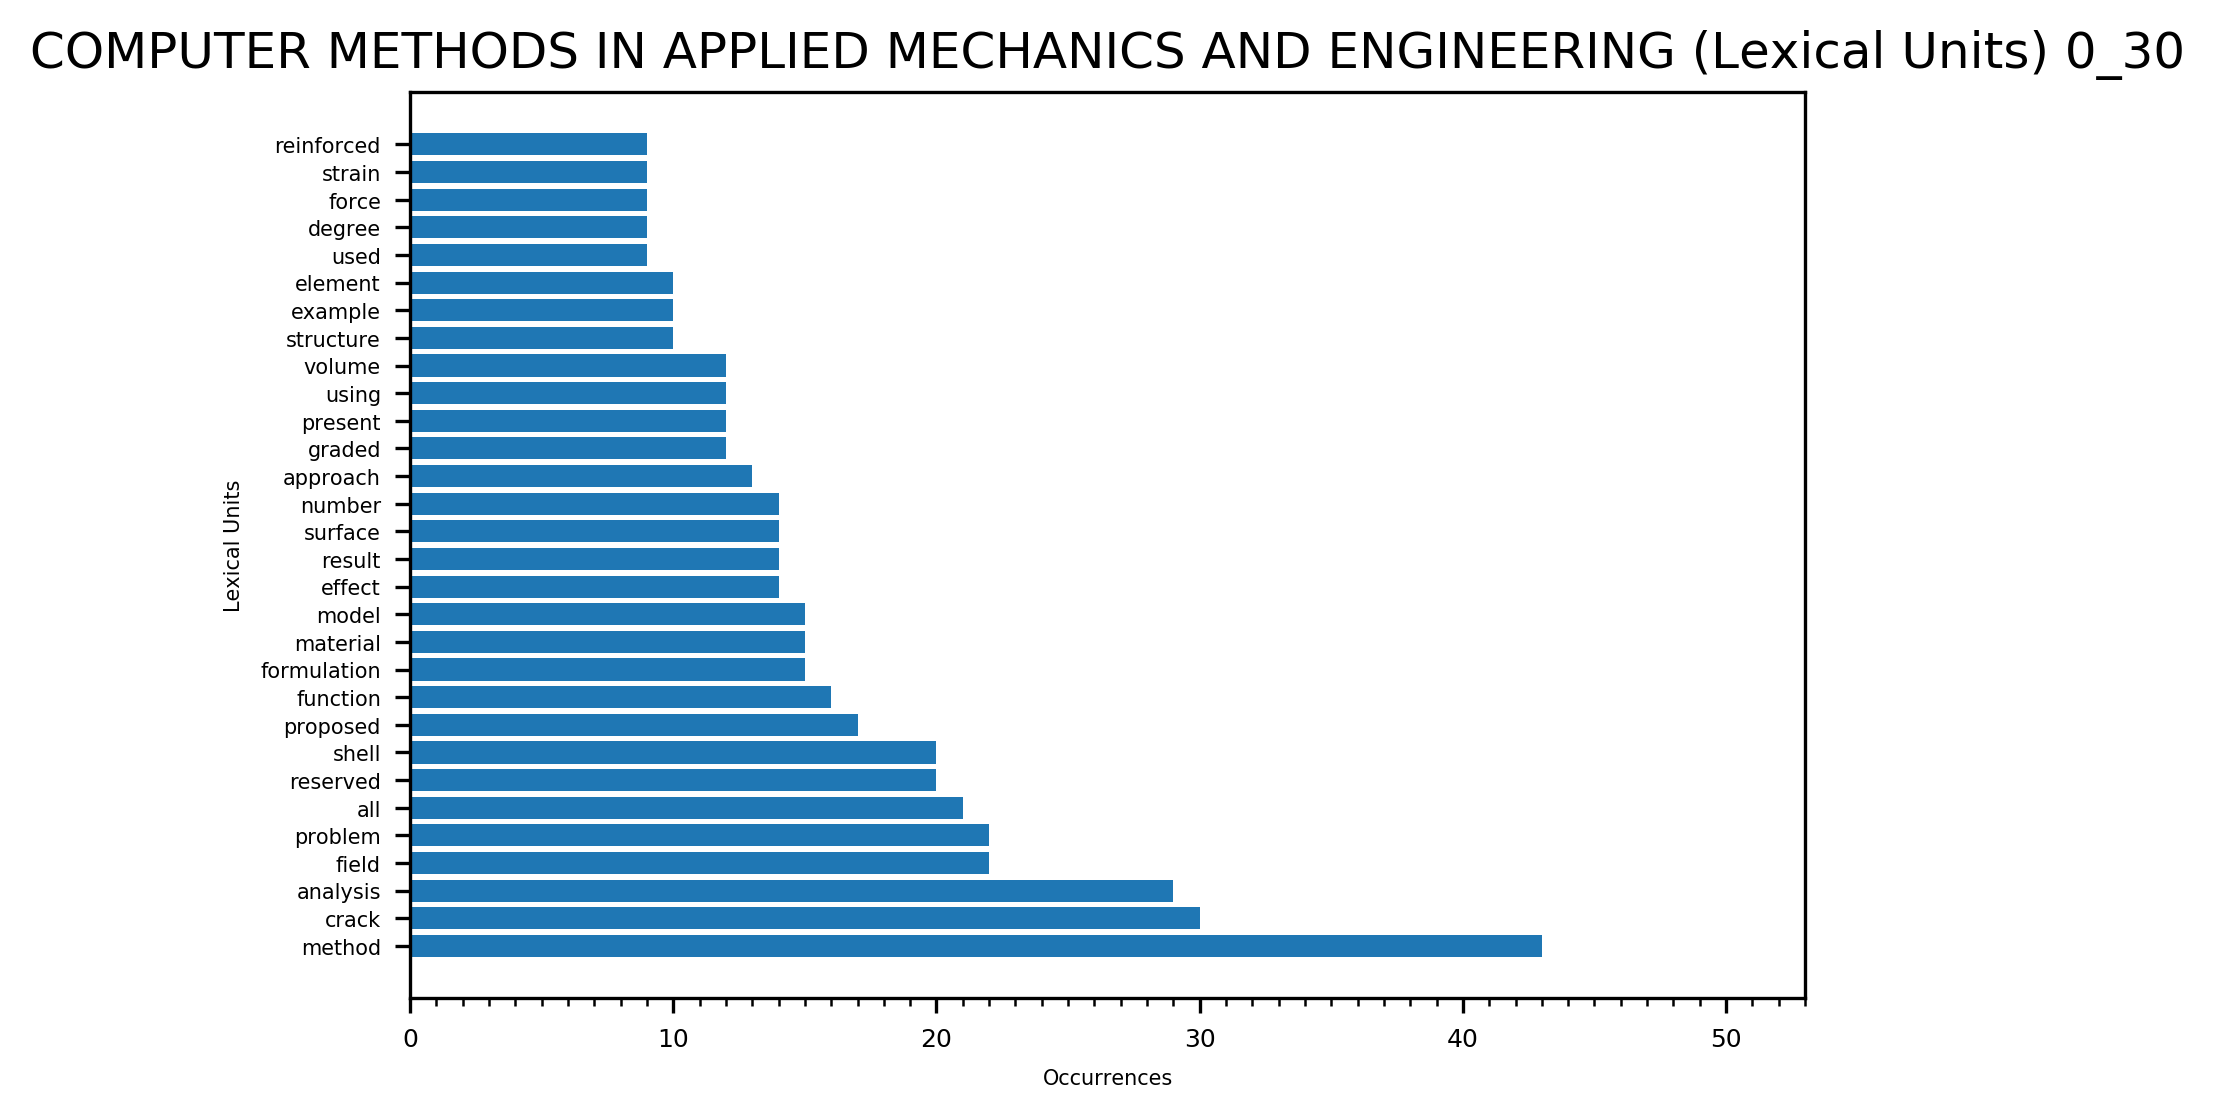 COMPUTER METHODS IN APPLIED MECHANICS AND ENGINEERING (Lexical Units) 0_30
reinforced
strain
force
degree
used
element
example
structure
volume
using
present
graded
approach
number
surface
result
effect
model
material
formulation
function
proposed
shell
reserved
all
problem
field
analysis
crack
method
Lexical Units
0 10 20 30 40 50
Occurrences